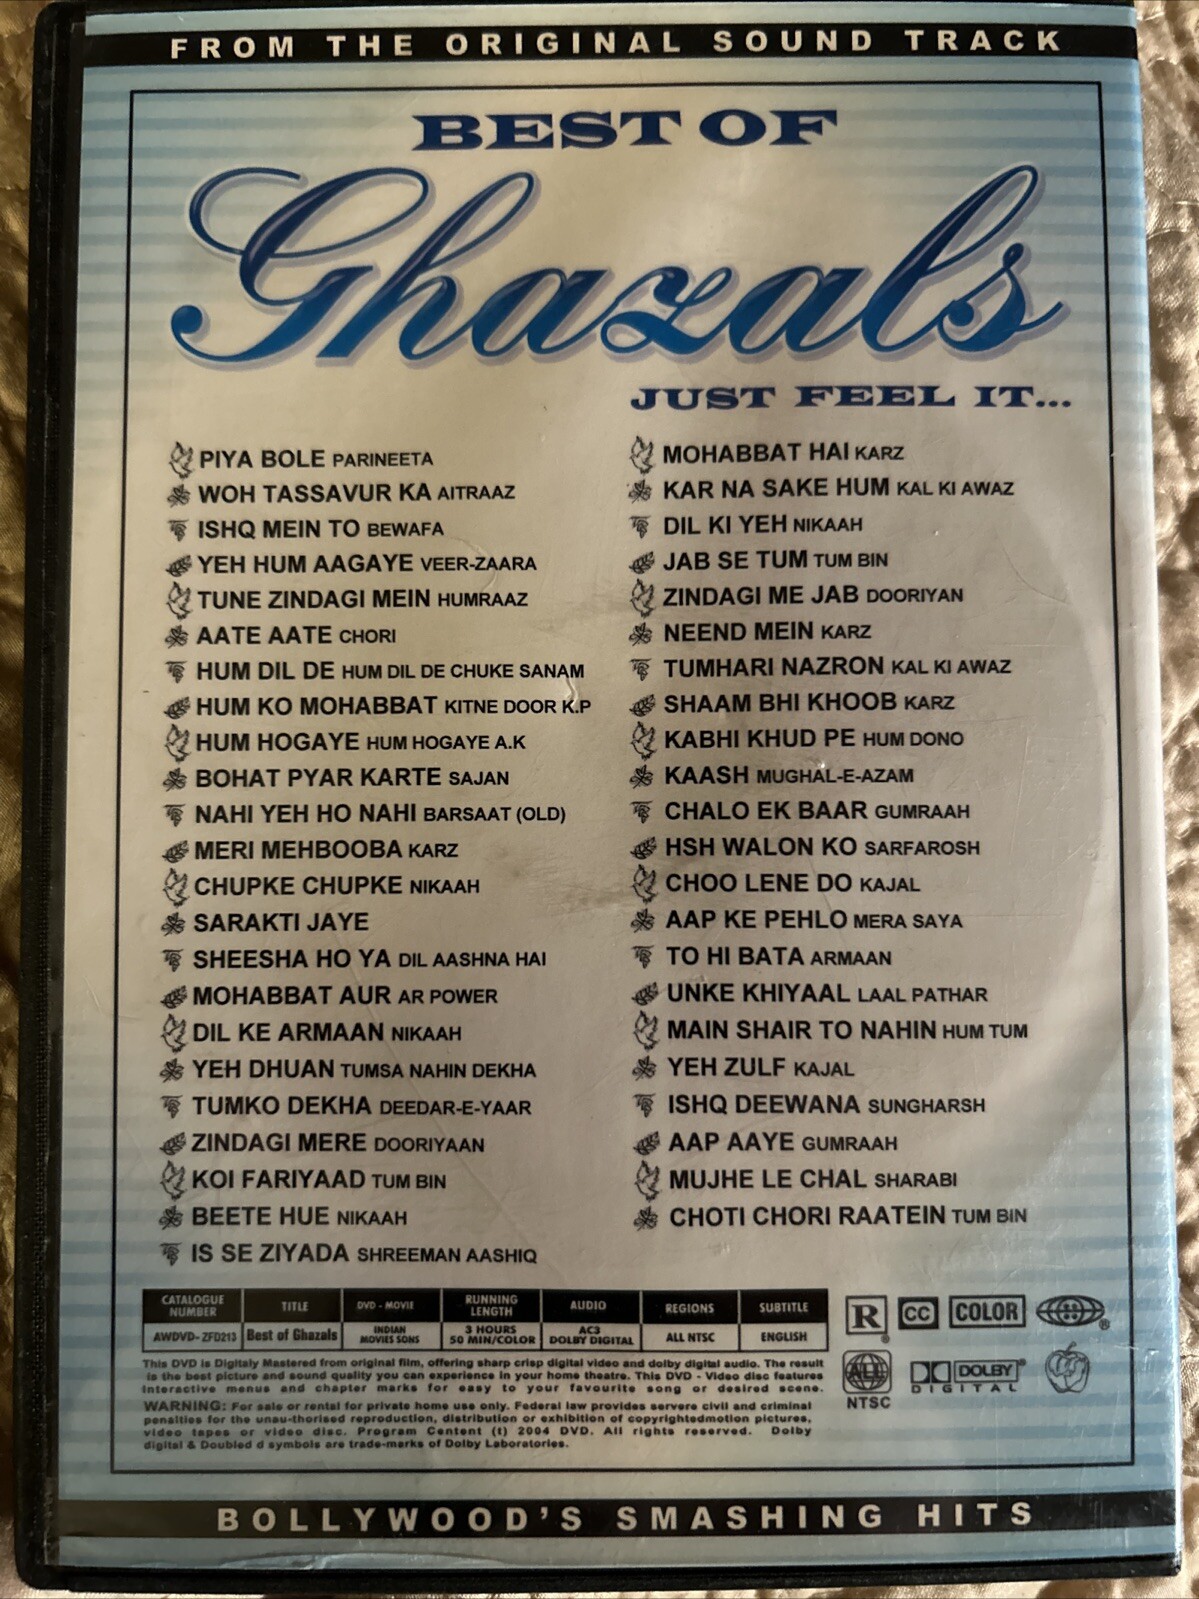 FROM THE ORIGINAL SOUND TRACK
BEST OF
Ghazals
JUST FEEL IT...
PIYA BOLE PARINEETA
WOH TASSAVUR KA AITRAAZ
ISHQ MEIN TO BEWAFA
YEH HUM AAGAYE VEER-ZAARA
TUNE ZINDAGI MEIN HUMRAAZ
AATE AATE CHORI
HUM DIL DE HUM DIL DE CHUKE SANAM
HUM KO MOHABBAT KITNE DOOR K.P
HUM HOGAYE HUM HOGAYE A.K
BOHAT PYAR KARTE SAJAN
NAHI YEH HO NAHI BARSAAT (OLD)
MERI MEHBOOBA KARZ
CHUPKE CHUPKE NIKAAH
SARAKTI JAYE
SHEESHA HO YA DIL AASHNA HAI
MOHABBAT AUR AR POWER
DIL KE ARMAAN NIKAAH
YEH DHUAN TUMSA NAHIN DEKHA
TUMKO DEKHA DEEDAR-E-YAAR
ZINDAGI MERE DOORIYAAN
KOI FARIYAAD TUM BIN
BEETE HUE NIKAAH
IS SE ZIYADA SHREEMAN AASHIQ
MOHABBAT HAI KARZ
KAR NA SAKE HUM KAL KI AWAZ
DIL KI YEH NIKAAH
JAB SE TUM TUM BIN
ZINDAGI ME JAB DOORIYAN
NEEND MEIN KARZ
TUMHARI NAZRON KAL KI AWAZ
SHAAM BHI KHOOB KARZ
KABHI KHUD PE HUM DONO
KAASH MUGHAL-E-AZAM
CHALO EK BAAR GUMRAAH
HSH WALON KO SARFAROSH
CHOO LENE DO KAJAL
AAP KE PEHLO MERA SAYA
TO HI BATA ARMAAN
UNKE KHIYAAL LAAL PATHAR
MAIN SHAIR TO NAHIN HUM TUM
YEH ZULF KAJAL
ISHQ DEEWANA SUNGHARSH
AAP AAYE GUMRAAH
MUJHE LE CHAL SHARABI
CHOTI CHORI RAATEIN TUM BIN
CATALOGUE NUMBER TITLE DVD - MOVIE RUNNING LENGTH AUDIO REGIONS SUBTITLE
AWDVD- ZFD213 Best of Ghazals INDIAN MOVIES SONS 3 HOURS 50 MIN/COLOR AC3 DOLBY DIGITAL ALL NTSC ENGLISH
This DVD is Digitaly Mastered from original film, offering sharp crisp digital video and dolby digital audio. The result
is the best picture and sound quality you can experience in your home theatre. This DVD - Video disc features
interactive menus and chapter marks for easy to your favourite song or desired scene.
WARNING: For sale or rental for private home use only. Federal law provides servere civil and criminal
penalties for the unau-thorised reproduction, distribution or exhibition of copyrightedmotion pictures,
video tapes or video disc. Program Centent (t) 2004 DVD. All rights reserved. Dolby
digital & Doubled d symbols are trade-marks of Dolby Laboratories.
R ® CC COLOR ®
ALL NTSC DOLBY® DIGITAL
BOLLYWOOD'S SMASHING HITS